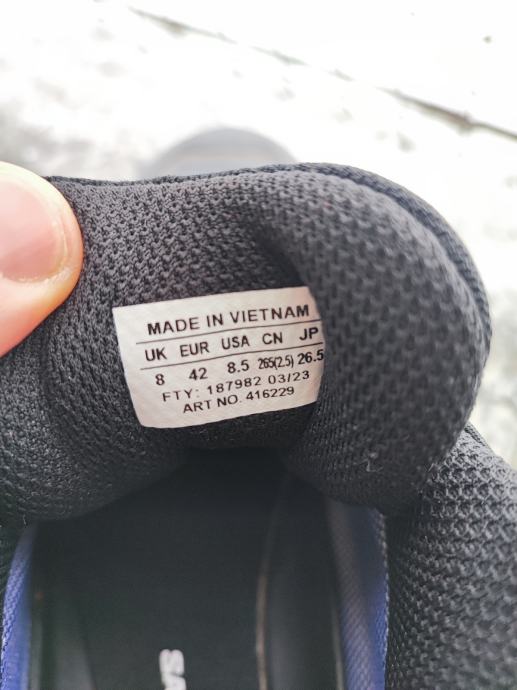 MADE IN VIETNAM
UK EUR USA CN JP
8 42 8.5 265(2.5) 26.5
FTY: 187982 03/23
ART NO. 416229